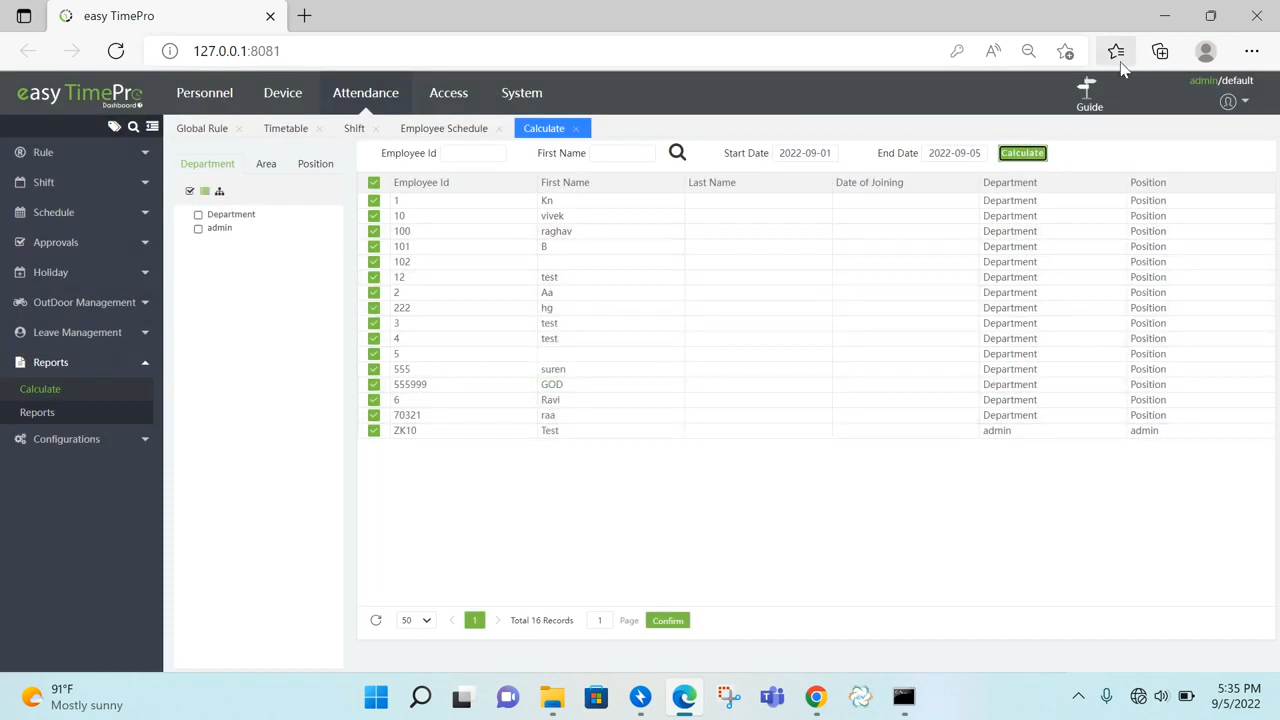 easy TimePro
127.0.0.1:8081
easy TimePro
Dashboard
Personnel Device Attendance Access System
Guide
admin/default
Global Rule Timetable Shift Employee Schedule Calculate
Rule
Shift
Schedule
Approvals
Holiday
OutDoor Management
Leave Management
Reports
Calculate
Reports
Configurations
Department Area Position
Department
admin
Employee Id First Name Start Date 2022-09-01 End Date 2022-09-05 Calculate
Employee Id First Name Last Name Date of Joining Department Position
1 Kn Department Position
10 vivek Department Position
100 raghav Department Position
101 B Department Position
102 Department Position
12 test Department Position
2 Aa Department Position
222 hg Department Position
3 test Department Position
4 test Department Position
5 Department Position
555 suren Department Position
555999 GOD Department Position
6 Ravi Department Position
70321 raa Department Position
ZK10 Test admin admin
50 1 Total 16 Records 1 Page Confirm
91°F
Mostly sunny
5:35 PM
9/5/2022